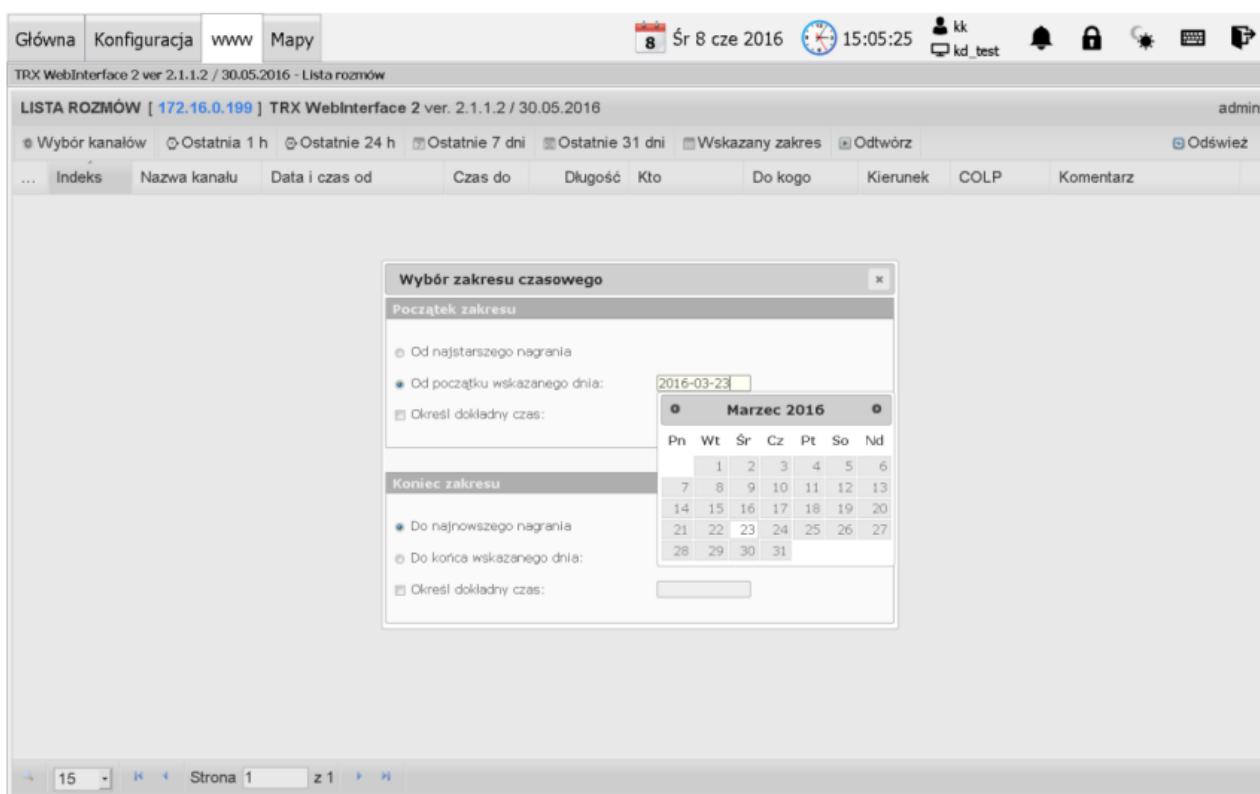 Główna Konfiguracja www Mapy 8 Śr 8 cze 2016 15:05:25 kk
kd_test
TRX WebInterface 2 ver 2.1.1.2 / 30.05.2016 - Lista rozmów
LISTA ROZMÓW [ 172.16.0.199 ] TRX WebInterface 2 ver. 2.1.1.2 / 30.05.2016 admin
Wybór kanałów Ostatnia 1 h Ostatnie 24 h Ostatnie 7 dni Ostatnie 31 dni Wskazany zakres Odtwórz Odśwież
... Indeks Nazwa kanału Data i czas od Czas do Długość Kto Do kogo Kierunek COLP Komentarz
Wybór zakresu czasowego
Początek zakresu
Od najstarszego nagrania
Od początku wskazanego dnia: 2016-03-23
Określ dokładny czas:
Marzec 2016
Pn Wt Śr Cz Pt So Nd
1 2 3 4 5 6
7 8 9 10 11 12 13
14 15 16 17 18 19 20
21 22 23 24 25 26 27
28 29 30 31
Koniec zakresu
Do najnowszego nagrania
Do końca wskazanego dnia:
Określ dokładny czas:
15 Strona 1 z 1